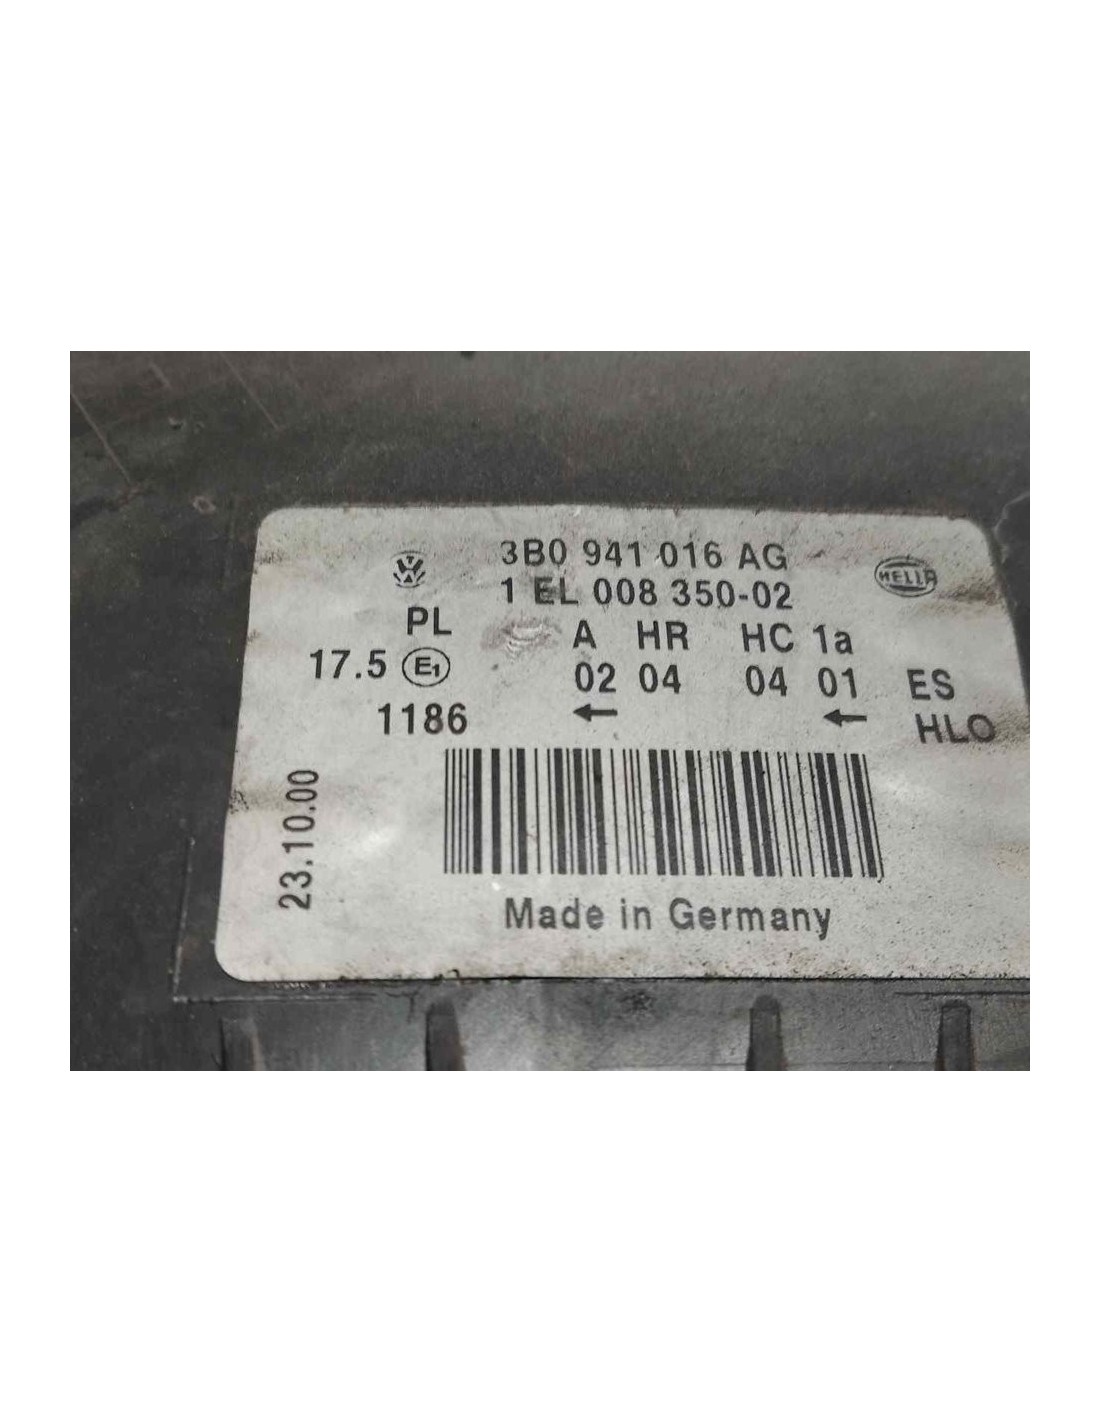 3B0 941 016 AG
HELLA
1 EL 008 350-02
PL A HR HC 1a
17.5 E1 02 04 04 01 ES
1186 ← ← HLO
23.10.00
Made in Germany